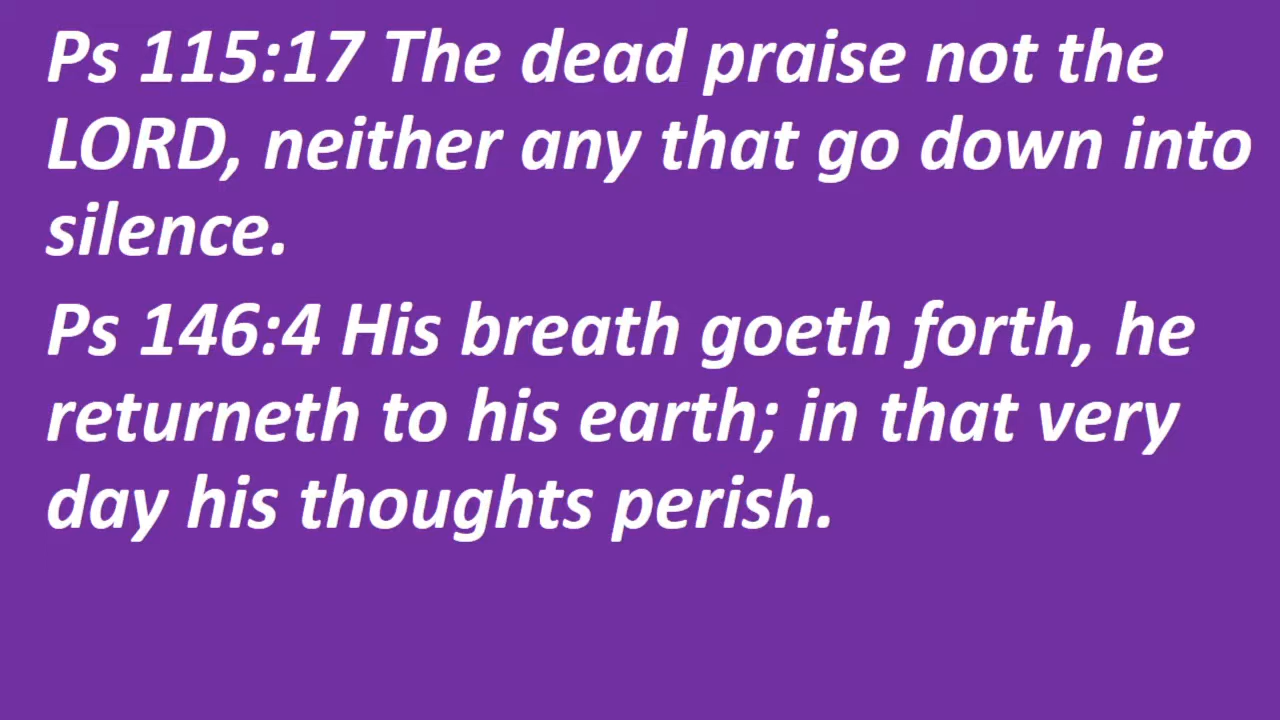 Ps 115:17 The dead praise not the
LORD, neither any that go down into
silence.
Ps 146:4 His breath goeth forth, he
returneth to his earth; in that very
day his thoughts perish.